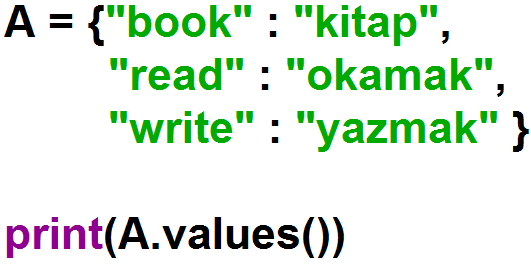 A = {"book" : "kitap",
"read" : "okamak",
"write" : "yazmak" }
print(A.values())